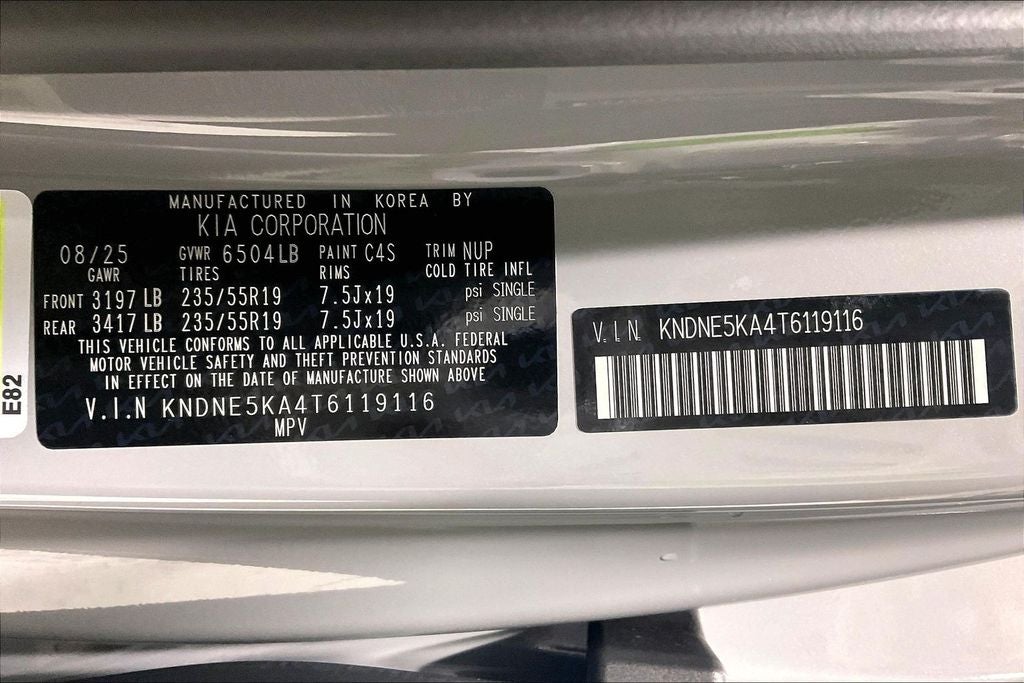 MANUFACTURED IN KOREA BY
KIA CORPORATION
08/25 GVWR 6504LB PAINT C4S TRIM NUP
GAWR TIRES RIMS COLD TIRE INFL
FRONT 3197 LB 235/55R19 7.5Jx19 psi SINGLE
REAR 3417 LB 235/55R19 7.5Jx19 psi SINGLE
THIS VEHICLE CONFORMS TO ALL APPLICABLE U.S.A. FEDERAL
MOTOR VEHICLE SAFETY AND THEFT PREVENTION STANDARDS
IN EFFECT ON THE DATE OF MANUFACTURE SHOWN ABOVE
V.I.N KNDNE5KA4T6119116
MPV
V.I.N. KNDNE5KA4T6119116
E82